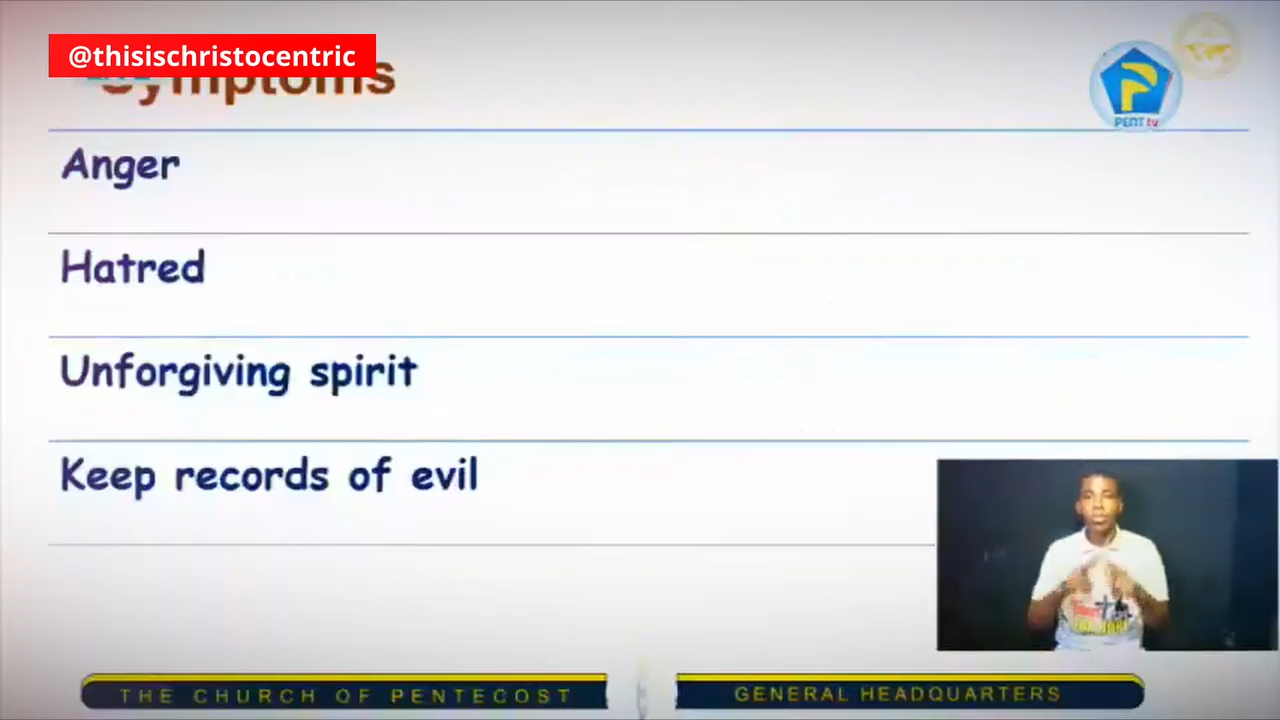 @thisischristocentric
Symptoms
PENT tv
Anger
Hatred
Unforgiving spirit
Keep records of evil
THE CHURCH OF PENTECOST
GENERAL HEADQUARTERS